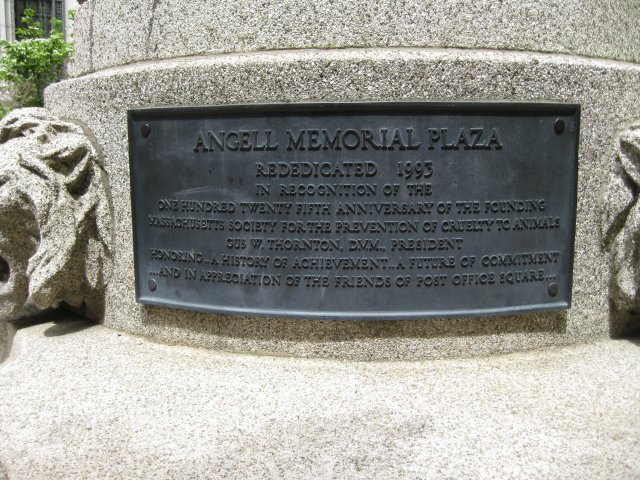 ANGELL MEMORIAL PLAZA
REDEDICATED 1993
IN RECOGNITION OF THE
ONE HUNDRED TWENTY FIFTH ANNIVERSARY OF THE FOUNDING
MASSACHUSETTS SOCIETY FOR THE PREVENTION OF CRUELTY TO ANIMALS
GUS W. THORNTON, D.V.M., PRESIDENT
HONORING...A HISTORY OF ACHIEVEMENT...A FUTURE OF COMMITMENT
...AND IN APPRECIATION OF THE FRIENDS OF POST OFFICE SQUARE...